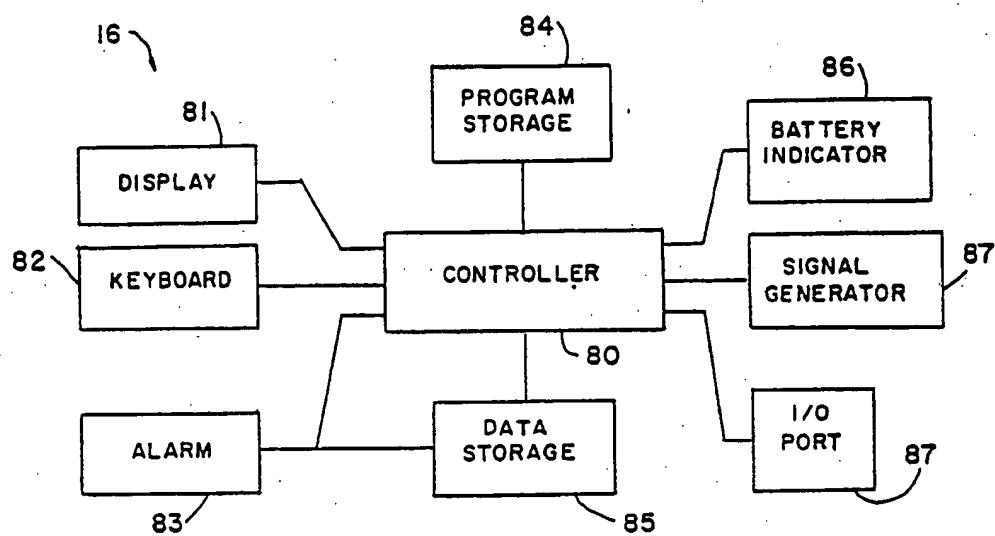 16
84
PROGRAM
STORAGE
86
BATTERY
INDICATOR
81
DISPLAY
82
KEYBOARD
CONTROLLER
80
SIGNAL
GENERATOR
87
ALARM
83
DATA
STORAGE
85
I/O
PORT
87